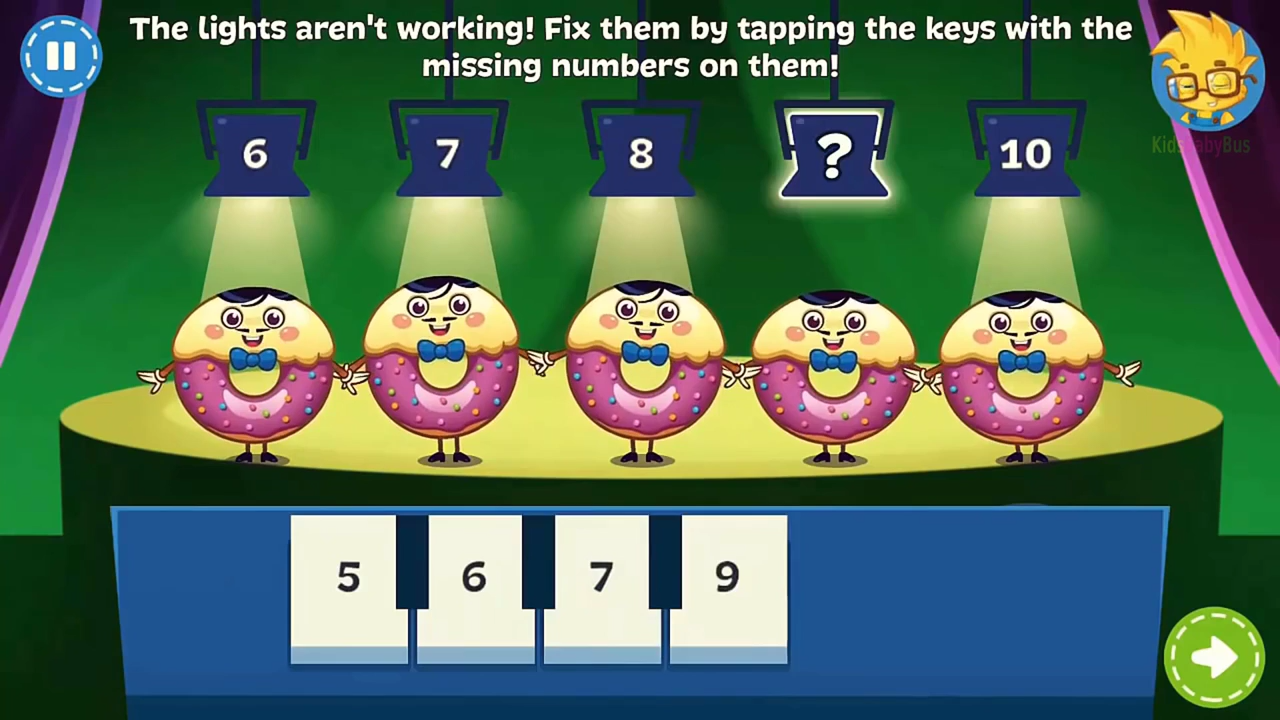 The lights aren't working! Fix them by tapping the keys with the
missing numbers on them!
6 7 8 ? 10
KidsBabyBus
5 6 7 9